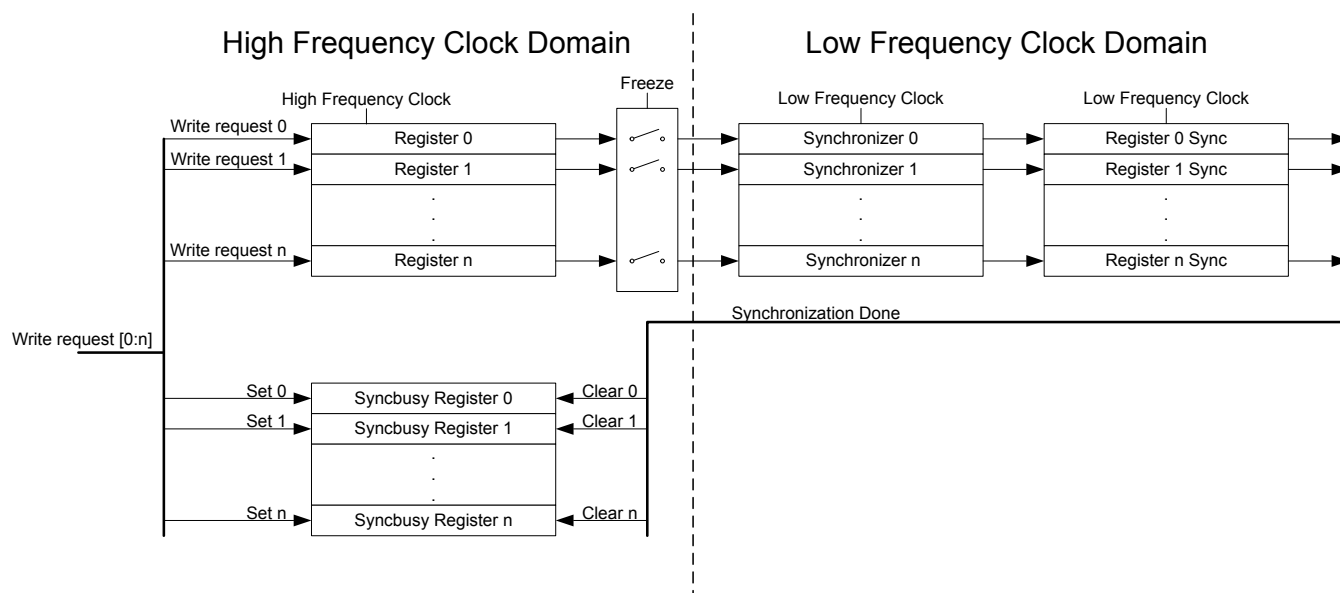 High Frequency Clock Domain
Low Frequency Clock Domain
Freeze
High Frequency Clock
Low Frequency Clock
Low Frequency Clock
Write request 0
Register 0
Synchronizer 0
Register 0 Sync
Write request 1
Register 1
Synchronizer 1
Register 1 Sync
.
.
.
.
.
.
.
.
.
Write request n
Register n
Synchronizer n
Register n Sync
Synchronization Done
Write request [0:n]
Set 0
Syncbusy Register 0
Clear 0
Set 1
Syncbusy Register 1
Clear 1
.
.
.
Set n
Syncbusy Register n
Clear n